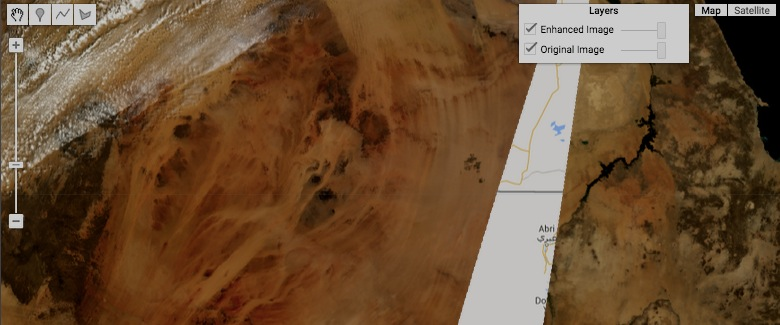 Layers
Enhanced Image
Original Image
Map Satellite
Abri
عبري
Do